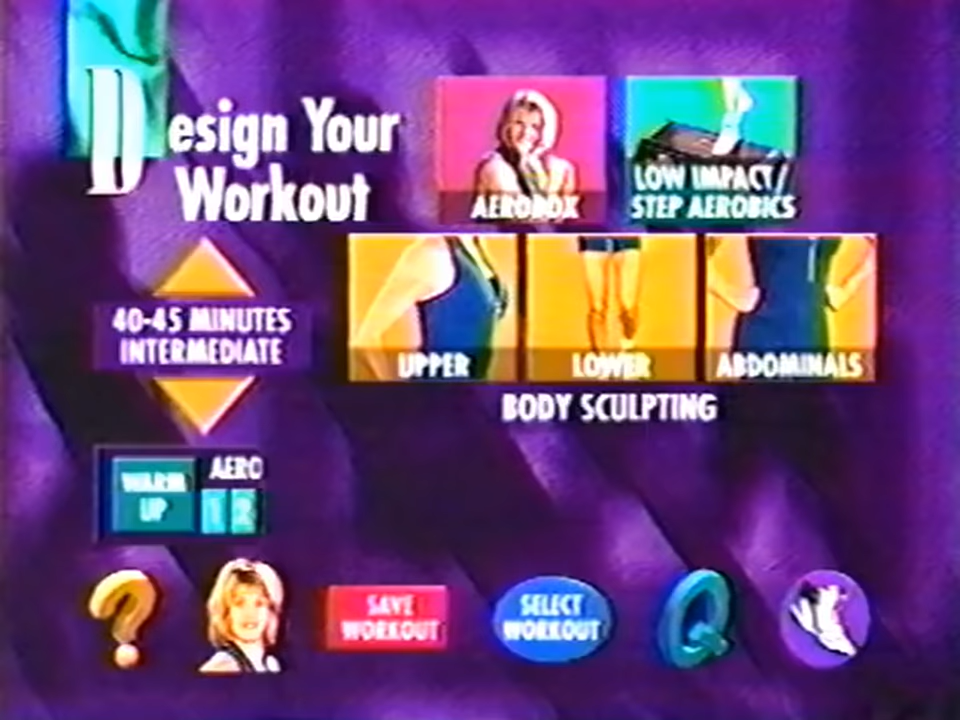 Design Your
Workout
AEROBOX
LOW IMPACT/
STEP AEROBICS
40-45 MINUTES
INTERMEDIATE
UPPER
LOWER
ABDOMINALS
BODY SCULPTING
WARM
UP
AERO
1 2
?
SAVE
WORKOUT
SELECT
WORKOUT
Q